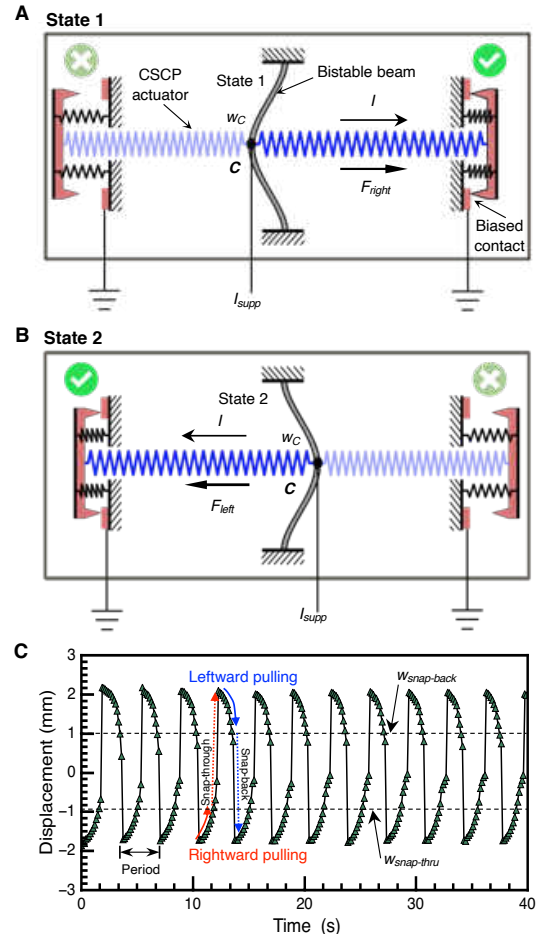 A State 1
CSCP
actuator
State 1
Bistable beam
w_C
I
C
F_right
Biased
contact
I_supp
B State 2
State 2
I
w_C
C
F_left
I_supp
C
3
2
1
0
−1
−2
−3
Displacement (mm)
Leftward pulling
w_snap-back
Snap-through
Snap-back
Rightward pulling
Period
w_snap-thru
0
10
20
30
40
Time (s)